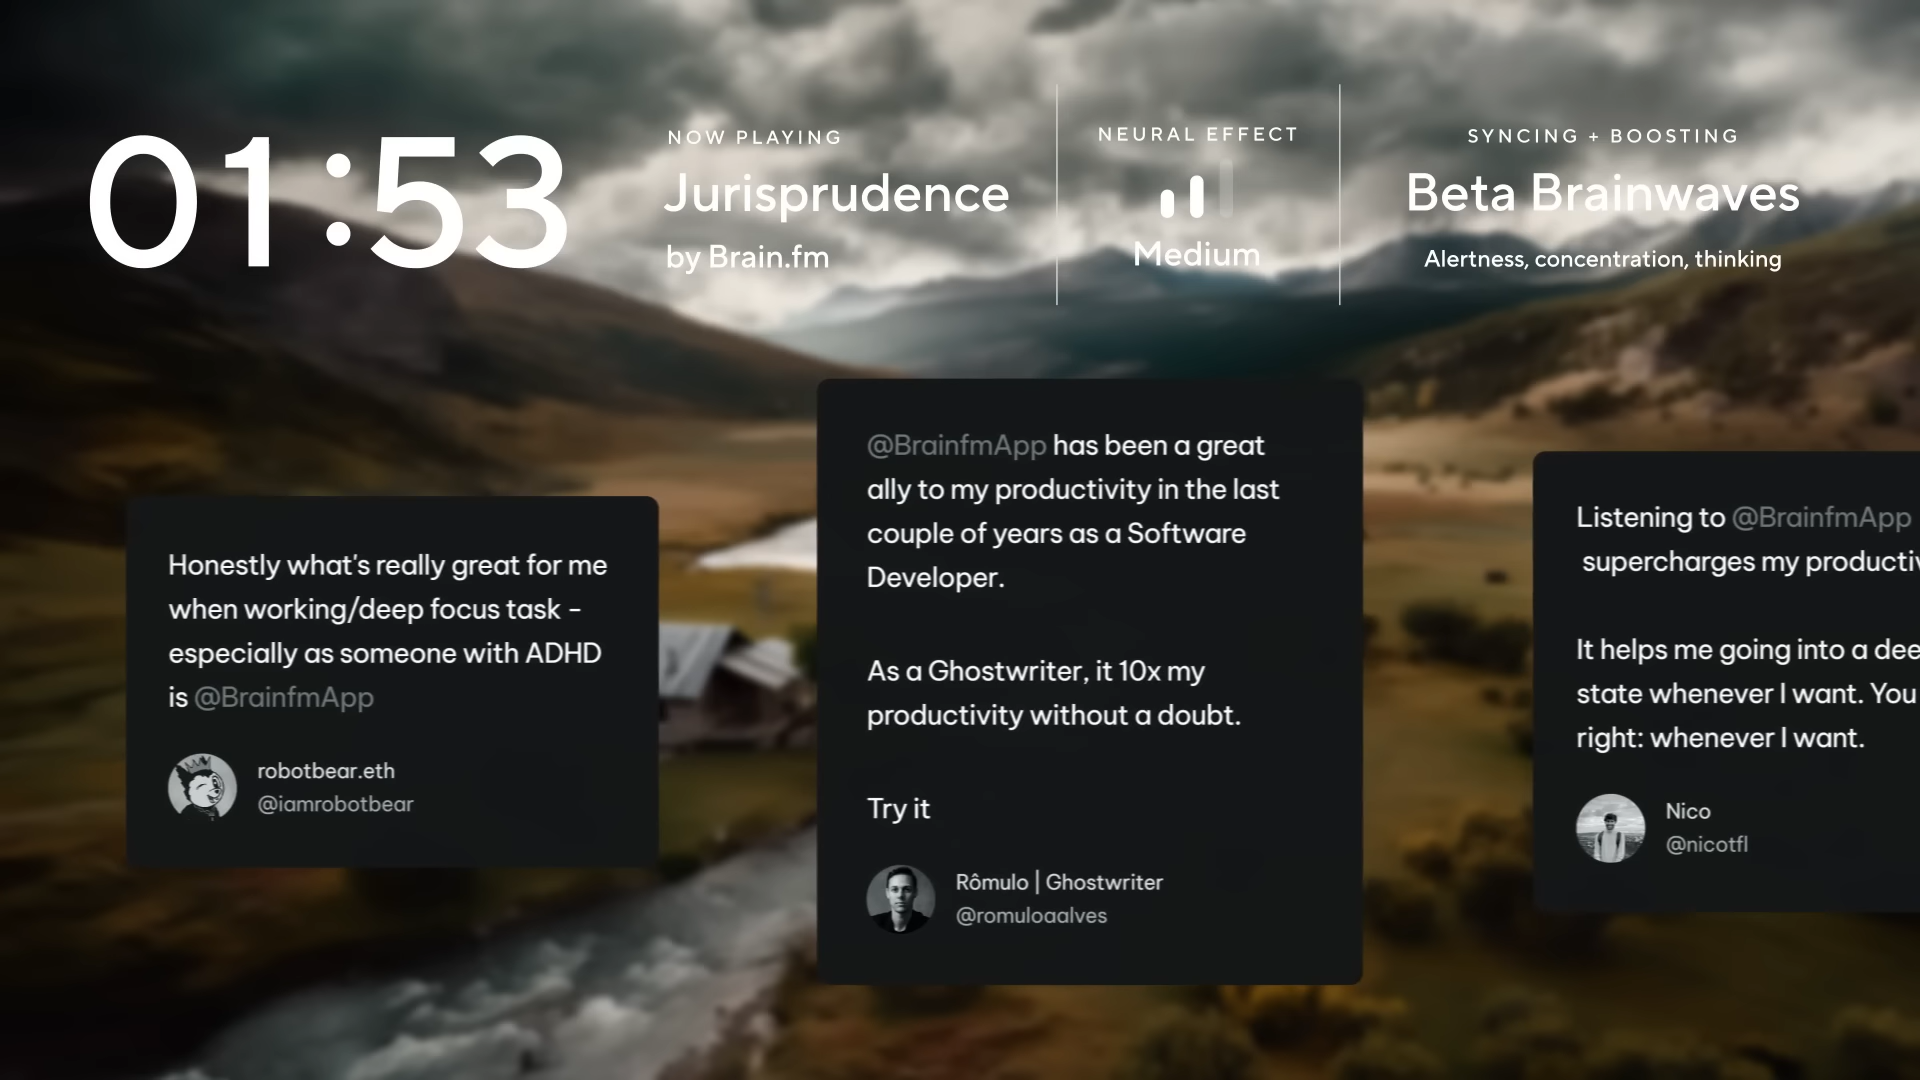 01:53
NOW PLAYING
Jurisprudence
by Brain.fm
NEURAL EFFECT
Medium
SYNCING + BOOSTING
Beta Brainwaves
Alertness, concentration, thinking
Honestly what's really great for me
when working/deep focus task –
especially as someone with ADHD
is @BrainfmApp
robotbear.eth
@iamrobotbear
@BrainfmApp has been a great
ally to my productivity in the last
couple of years as a Software
Developer.
As a Ghostwriter, it 10x my
productivity without a doubt.
Try it
Rômulo | Ghostwriter
@romuloaalves
Listening to @BrainfmApp
supercharges my
It helps me going into a
state whenever I want. You
right: whenever I want.
Nico
@nicotfl